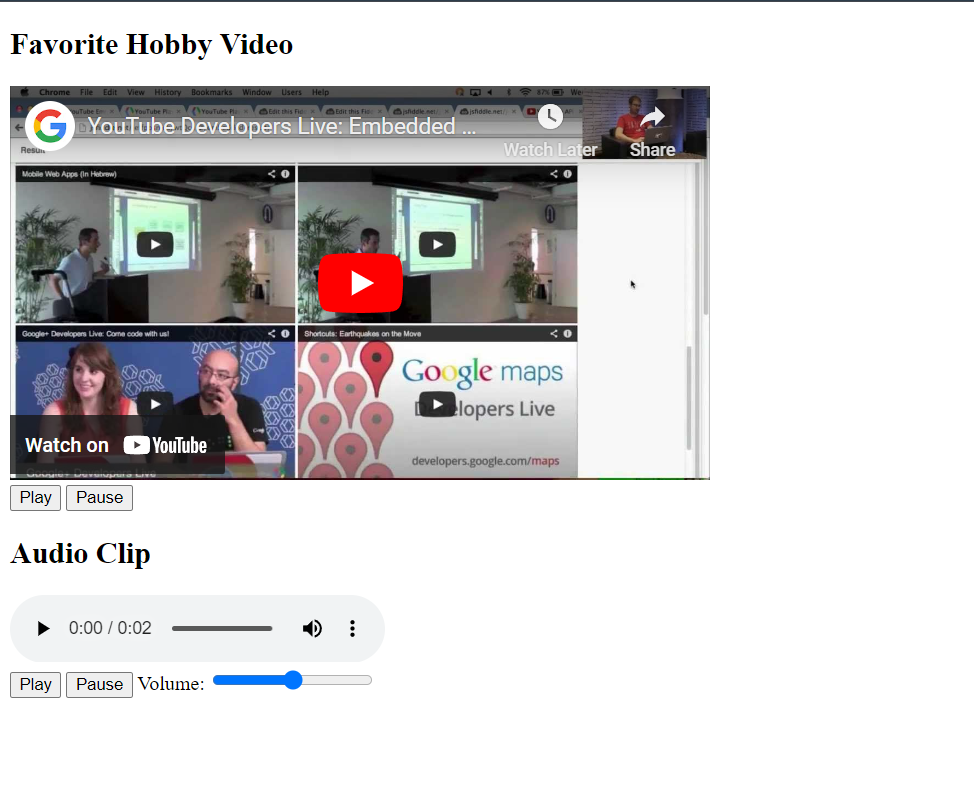 Favorite Hobby Video
Chrome File Edit View History Bookmarks Window Users Help
YouTube Developers Live: Embedded ...
Watch Later
Share
Result
Mobile Web Apps (In Hebrew)
Google+ Developers Live: Come code with us!
Shortcuts: Earthquakes on the Move
Google maps
Developers Live
developers.google.com/maps
Watch on YouTube
Google+ Developers Live
Play Pause
Audio Clip
0:00 / 0:02
Play Pause Volume: